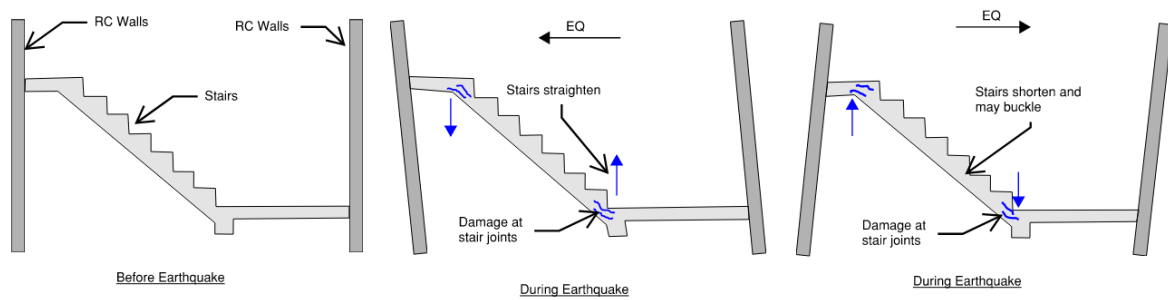 RC Walls
RC Walls
Stairs
Before Earthquake
EQ
Stairs straighten
Damage at
stair joints
During Earthquake
EQ
Stairs shorten and
may buckle
Damage at
stair joints
During Earthquake